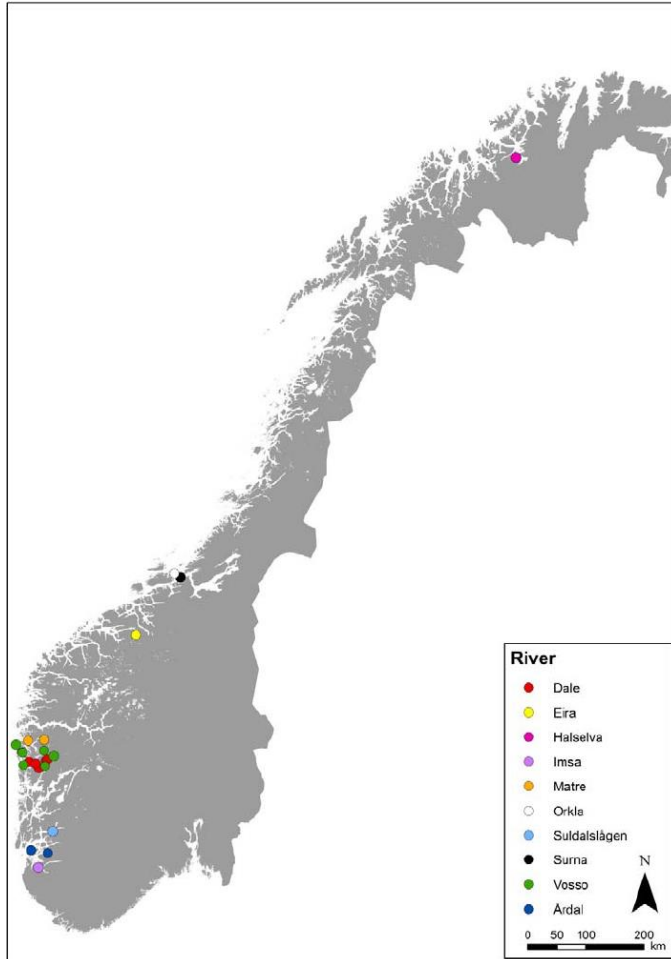 River
Dale
Eira
Halselva
Imsa
Matre
Orkla
Suldalslågen
Surna
Vosso
Årdal
N
0 50 100 200
km